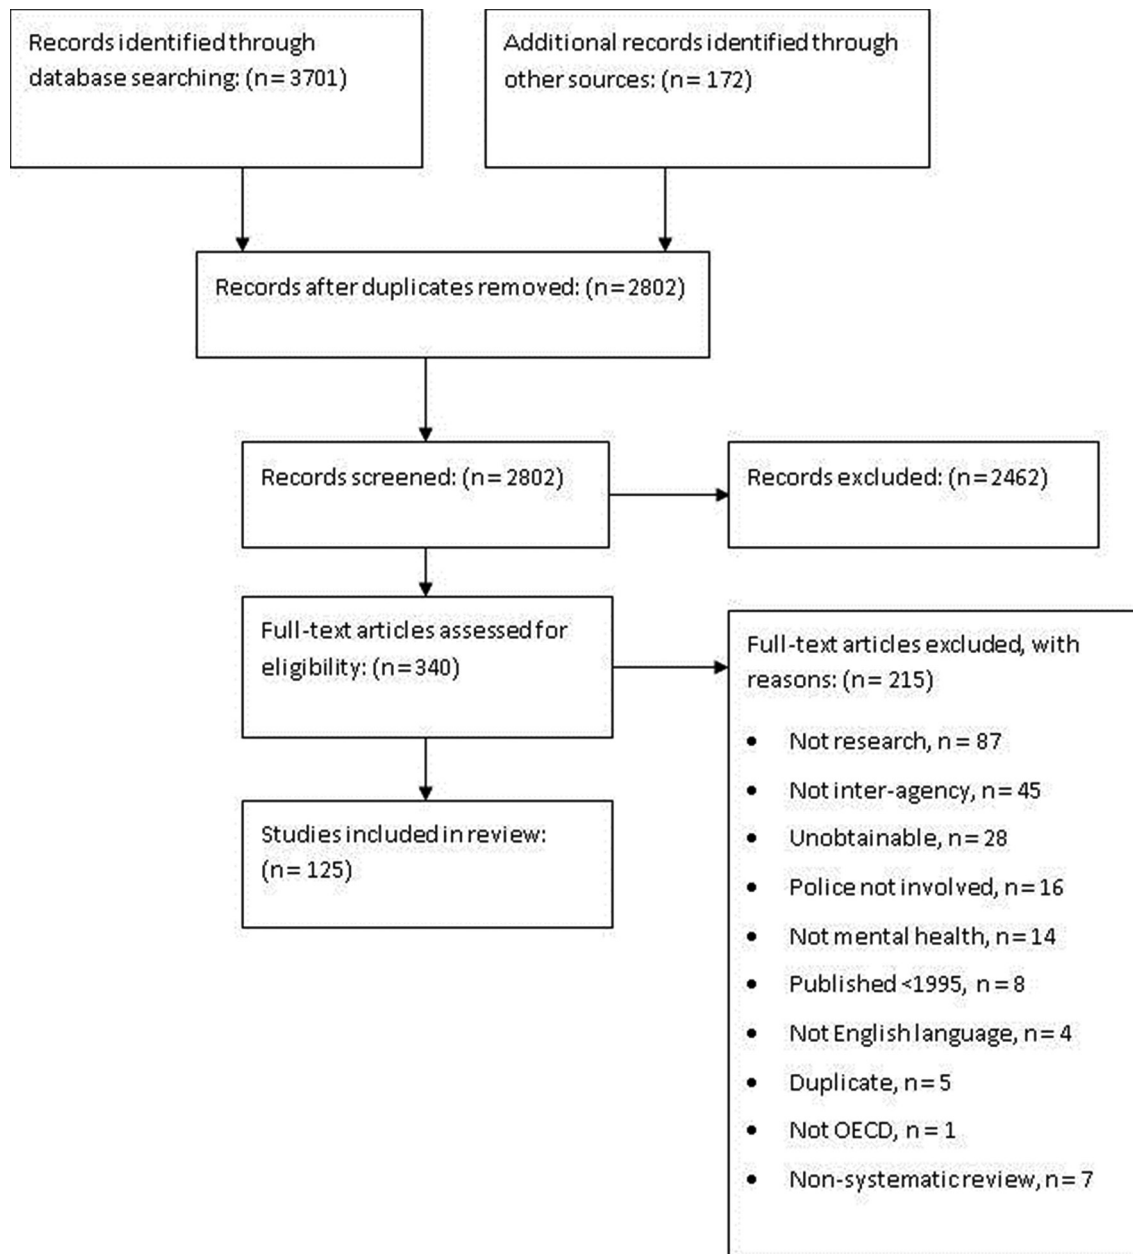 Records identified through
database searching: (n= 3701)
Additional records identified through
other sources: (n= 172)
Records after duplicates removed: (n=2802)
Records screened: (n= 2802)
Records excluded: (n=2462)
Full-text articles assessed for
eligibility: (n=340)
Full-text articles excluded, with
reasons: (n= 215)
• Not research, n= 87
• Not inter-agency, n= 45
• Unobtainable, n= 28
• Police not involved, n= 16
• Not mental health, n= 14
• Published <1995, n= 8
• Not English language, n= 4
• Duplicate, n= 5
• Not OECD, n= 1
• Non-systematic review, n= 7
Studies included in review:
(n= 125)